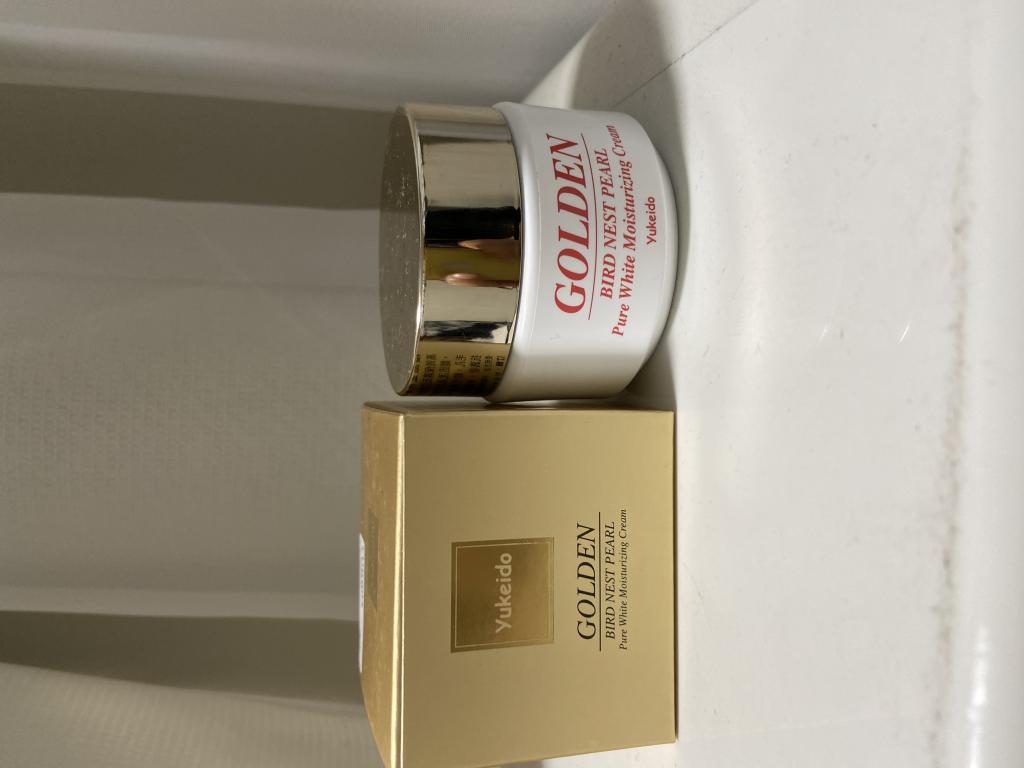 Yukeido
GOLDEN
BIRD NEST PEARL
Pure White Moisturizing Cream
GOLDEN
BIRD NEST PEARL
Pure White Moisturizing Cream
Yukeido